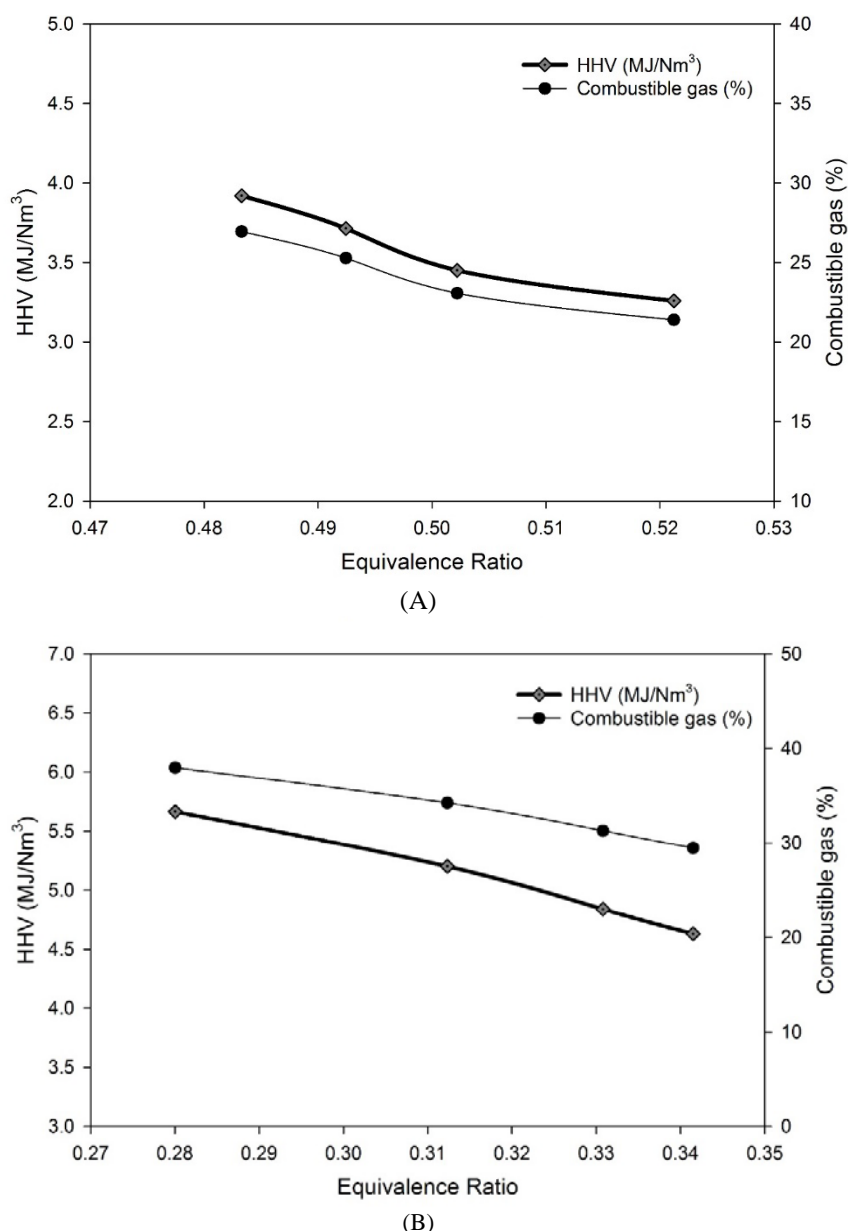 5.0
4.5
4.0
3.5
3.0
2.5
2.0
HHV (MJ/Nm³)
40
35
30
25
20
15
10
Combustible gas (%)
HHV (MJ/Nm³)
Combustible gas (%)
0.47 0.48 0.49 0.50 0.51 0.52 0.53
Equivalence Ratio
(A)
7.0
6.5
6.0
5.5
5.0
4.5
4.0
3.5
3.0
HHV (MJ/Nm³)
50
40
30
20
10
0
Combustible gas (%)
HHV (MJ/Nm³)
Combustible gas (%)
0.27 0.28 0.29 0.30 0.31 0.32 0.33 0.34 0.35
Equivalence Ratio
(B)